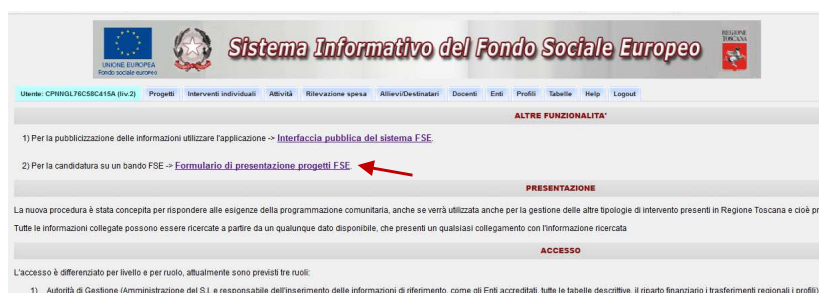 UNIONE EUROPEA
Fondo sociale europeo
Sistema Informativo del Fondo Sociale Europeo
REGIONE
TOSCANA
Utente: CPNNGL76C58C415A (liv.2) Progetti Interventi individuali Attività Rilevazione spesa Allievi/Destinatari Docenti Enti Profili Tabelle Help Logout
ALTRE FUNZIONALITA'
1) Per la pubblicizzazione delle informazioni utilizzare l'applicazione -> Interfaccia pubblica del sistema FSE.
2) Per la candidatura su un bando FSE -> Formulario di presentazione progetti FSE.
PRESENTAZIONE
La nuova procedura è stata concepita per rispondere alle esigenze della programmazione comunitaria, anche se verrà utilizzata anche per la gestione delle altre tipologie di intervento presenti in Regione Toscana e cioè pr
Tutte le informazioni collegate possono essere ricercate a partire da un qualunque dato disponibile, che presenti un qualsiasi collegamento con l'informazione ricercata
ACCESSO
L'accesso è differenziato per livello e per ruolo, attualmente sono previsti tre ruoli:
1) Autorità di Gestione (Amministrazione del S.I. e responsabile dell'inserimento delle informazioni di riferimento, come gli Enti accreditati, tutte le tabelle descrittive, il riparto finanziario i trasferimenti regionali i profili)